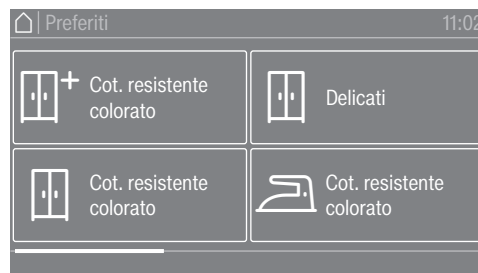 Preferiti 11:02
Cot. resistente
colorato
Delicati
Cot. resistente
colorato
Cot. resistente
colorato